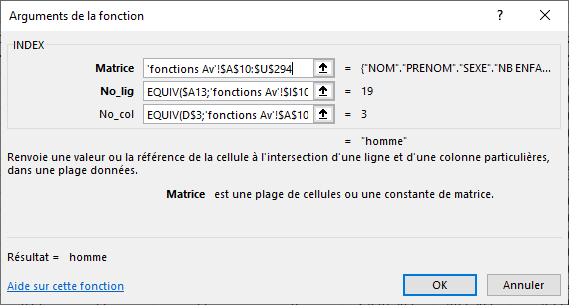 Arguments de la fonction
INDEX
Matrice 'fonctions Av'!$A$10:$U$294 = {"NOM"."PRENOM"."SEXE"."NB ENFA...
No_lig EQUIV($A13;'fonctions Av'!$I$10 = 19
No_col EQUIV(D$3;'fonctions Av'!$A$10 = 3
= "homme"
Renvoie une valeur ou la référence de la cellule à l'intersection d'une ligne et d'une colonne particulières,
dans une plage données.
Matrice est une plage de cellules ou une constante de matrice.
Résultat = homme
Aide sur cette fonction
OK
Annuler